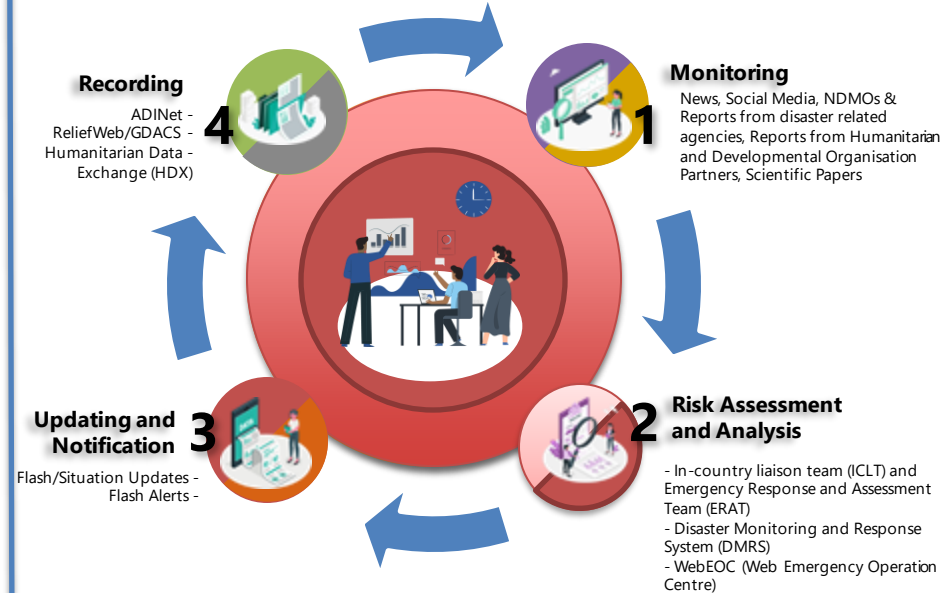 Monitoring
1
News, Social Media, NDMOs &
Reports from disaster related
agencies, Reports from Humanitarian
and Developmental Organisation
Partners, Scientific Papers
2
Risk Assessment
and Analysis
- In-country liaison team (ICLT) and
Emergency Response and Assessment
Team (ERAT)
- Disaster Monitoring and Response
System (DMRS)
- WebEOC (Web Emergency Operation
Centre)
Updating and
Notification
3
Flash/Situation Updates -
Flash Alerts -
Recording
4
ADINet -
ReliefWeb/GDACS -
Humanitarian Data -
Exchange (HDX)